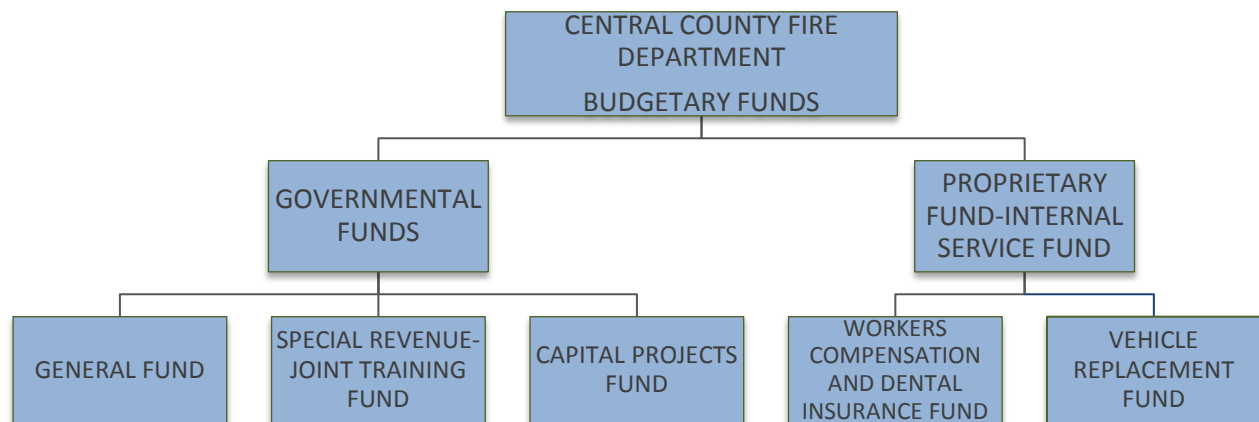 CENTRAL COUNTY FIRE
DEPARTMENT
BUDGETARY FUNDS
GOVERNMENTAL
FUNDS
PROPRIETARY
FUND-INTERNAL
SERVICE FUND
GENERAL FUND
SPECIAL REVENUE-
JOINT TRAINING
FUND
CAPITAL PROJECTS
FUND
WORKERS
COMPENSATION
AND DENTAL
INSURANCE FUND
VEHICLE
REPLACEMENT
FUND